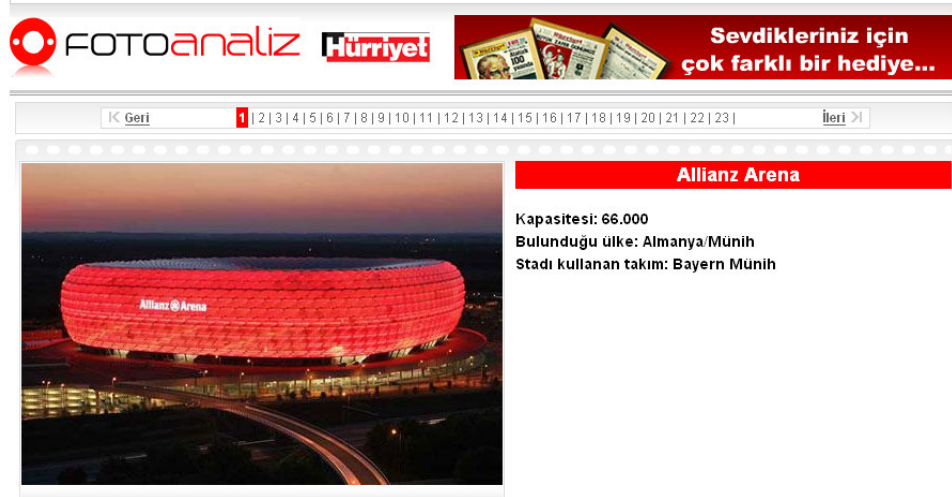 FOTOanaliz Hürriyet
Sevdikleriniz için
çok farklı bir hediye...
Geri 1 | 2 | 3 | 4 | 5 | 6 | 7 | 8 | 9 | 10 | 11 | 12 | 13 | 14 | 15 | 16 | 17 | 18 | 19 | 20 | 21 | 22 | 23 | İleri
Allianz Arena
Kapasitesi: 66.000
Bulunduğu ülke: Almanya/Münih
Stadı kullanan takım: Bayern Münih
Allianz Arena